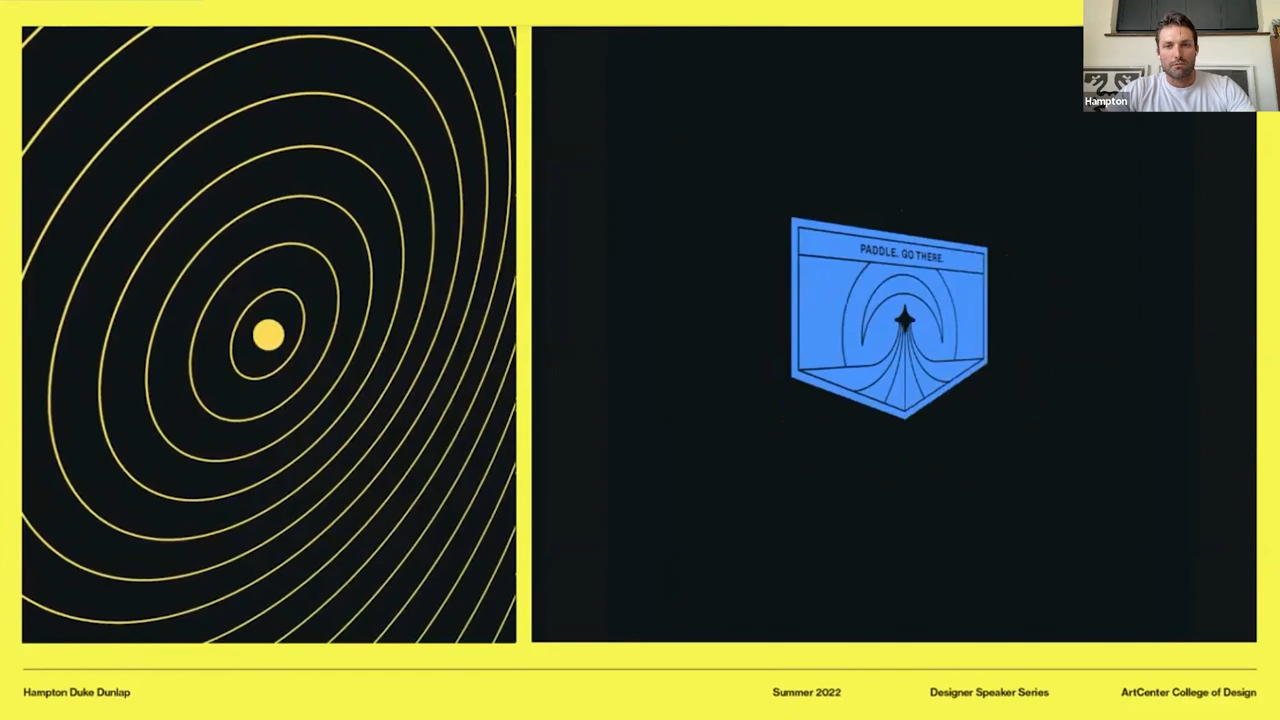 Hampton
PADDLE. GO THERE.
Hampton Duke Dunlap
Summer 2022
Designer Speaker Series
ArtCenter College of Design